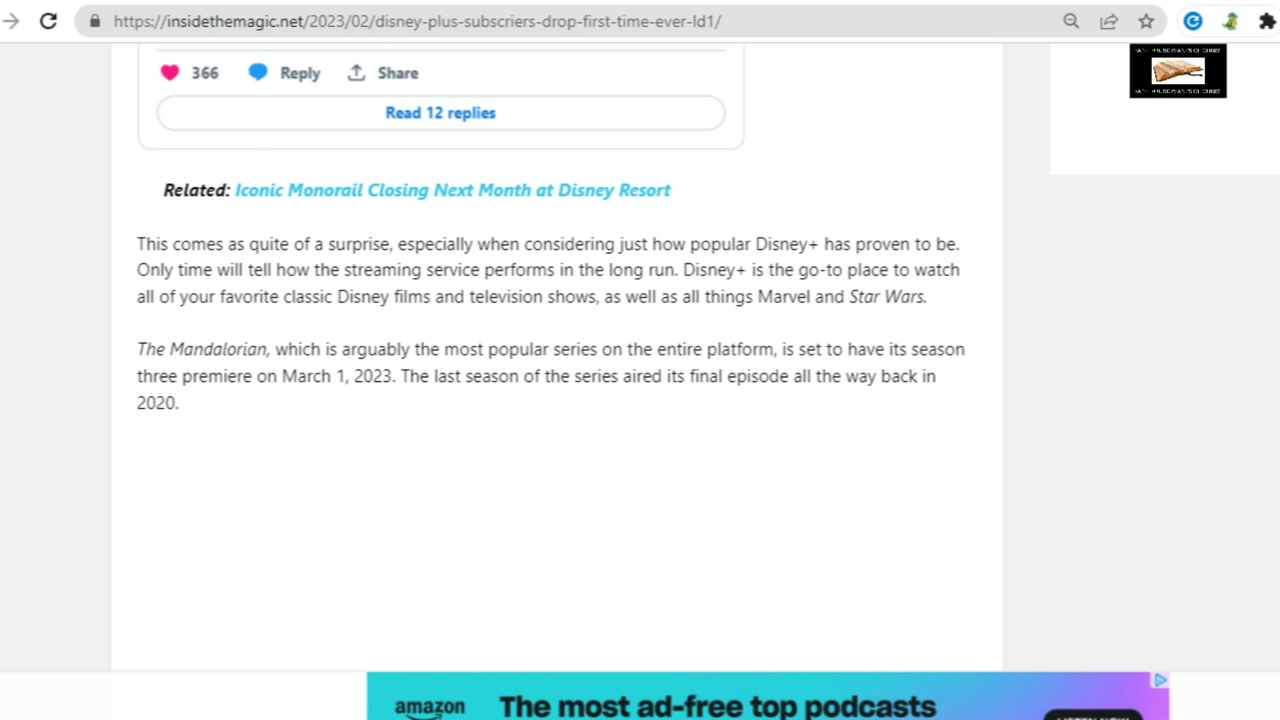 https://insidethemagic.net/2023/02/disney-plus-subscriers-drop-first-time-ever-ld1/
366 Reply Share
Read 12 replies
Related: Iconic Monorail Closing Next Month at Disney Resort
This comes as quite of a surprise, especially when considering just how popular Disney+ has proven to be.
Only time will tell how the streaming service performs in the long run. Disney+ is the go-to place to watch
all of your favorite classic Disney films and television shows, as well as all things Marvel and Star Wars.
The Mandalorian, which is arguably the most popular series on the entire platform, is set to have its season
three premiere on March 1, 2023. The last season of the series aired its final episode all the way back in
2020.
amazon
The most ad-free top podcasts
LISTEN NOW